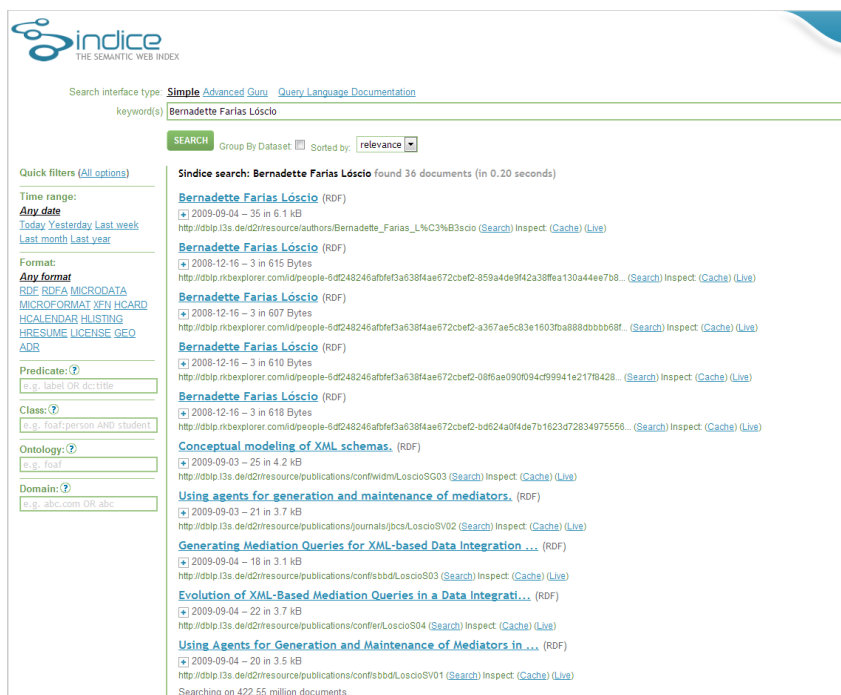 sindice
THE SEMANTIC WEB INDEX
Search interface type: Simple Advanced Guru Query Language Documentation
keyword(s) Bernadette Farias Lóscio
SEARCH Group By Dataset: Sorted by: relevance
Quick filters (All options)
Time range:
Any date
Today Yesterday Last week
Last month Last year
Format:
Any format
RDF RDFA MICRODATA
MICROFORMAT XFN HCARD
HCALENDAR HLISTING
HRESUME LICENSE GEO
ADR
Predicate: ?
e.g. label OR dc:title
Class: ?
e.g. foaf:person AND student
Ontology: ?
e.g. foaf
Domain: ?
e.g. abc.com OR abc
Sindice search: Bernadette Farias Lóscio found 36 documents (in 0.20 seconds)
Bernadette Farias Lóscio (RDF)
+ 2009-09-04 – 35 in 6.1 kB
http://dblp.l3s.de/d2r/resource/authors/Bernadette_Farias_L%C3%B3scio (Search) Inspect: (Cache) (Live)
Bernadette Farias Lóscio (RDF)
+ 2008-12-16 – 3 in 615 Bytes
http://dblp.rkbexplorer.com/id/people-6df248246afbfef3a638f4ae672cbef2-859a4de9f42a38ffea130a44ee7b8... (Search) Inspect: (Cache) (Live)
Bernadette Farias Lóscio (RDF)
+ 2008-12-16 – 3 in 607 Bytes
http://dblp.rkbexplorer.com/id/people-6df248246afbfef3a638f4ae672cbef2-a367ae5c83e1603fba888dbbbb68f... (Search) Inspect: (Cache) (Live)
Bernadette Farias Lóscio (RDF)
+ 2008-12-16 – 3 in 610 Bytes
http://dblp.rkbexplorer.com/id/people-6df248246afbfef3a638f4ae672cbef2-08f6ae090f094cf99941e217f8428... (Search) Inspect: (Cache) (Live)
Bernadette Farias Lóscio (RDF)
+ 2008-12-16 – 3 in 618 Bytes
http://dblp.rkbexplorer.com/id/people-6df248246afbfef3a638f4ae672cbef2-bd624a0f4de7b1623d72834975556... (Search) Inspect: (Cache) (Live)
Conceptual modeling of XML schemas. (RDF)
+ 2009-09-03 – 25 in 4.2 kB
http://dblp.l3s.de/d2r/resource/publications/conf/widm/LoscioSG03 (Search) Inspect: (Cache) (Live)
Using agents for generation and maintenance of mediators. (RDF)
+ 2009-09-03 – 21 in 3.7 kB
http://dblp.l3s.de/d2r/resource/publications/journals/jbcs/LoscioSV02 (Search) Inspect: (Cache) (Live)
Generating Mediation Queries for XML-based Data Integration ... (RDF)
+ 2009-09-04 – 18 in 3.1 kB
http://dblp.l3s.de/d2r/resource/publications/conf/sbbd/LoscioS03 (Search) Inspect: (Cache) (Live)
Evolution of XML-Based Mediation Queries in a Data Integrati... (RDF)
+ 2009-09-04 – 22 in 3.7 kB
http://dblp.l3s.de/d2r/resource/publications/conf/er/LoscioS04 (Search) Inspect: (Cache) (Live)
Using Agents for Generation and Maintenance of Mediators in ... (RDF)
+ 2009-09-04 – 20 in 3.5 kB
http://dblp.l3s.de/d2r/resource/publications/conf/sbbd/LoscioSV01 (Search) Inspect: (Cache) (Live)
Searching on 422.55 million documents.